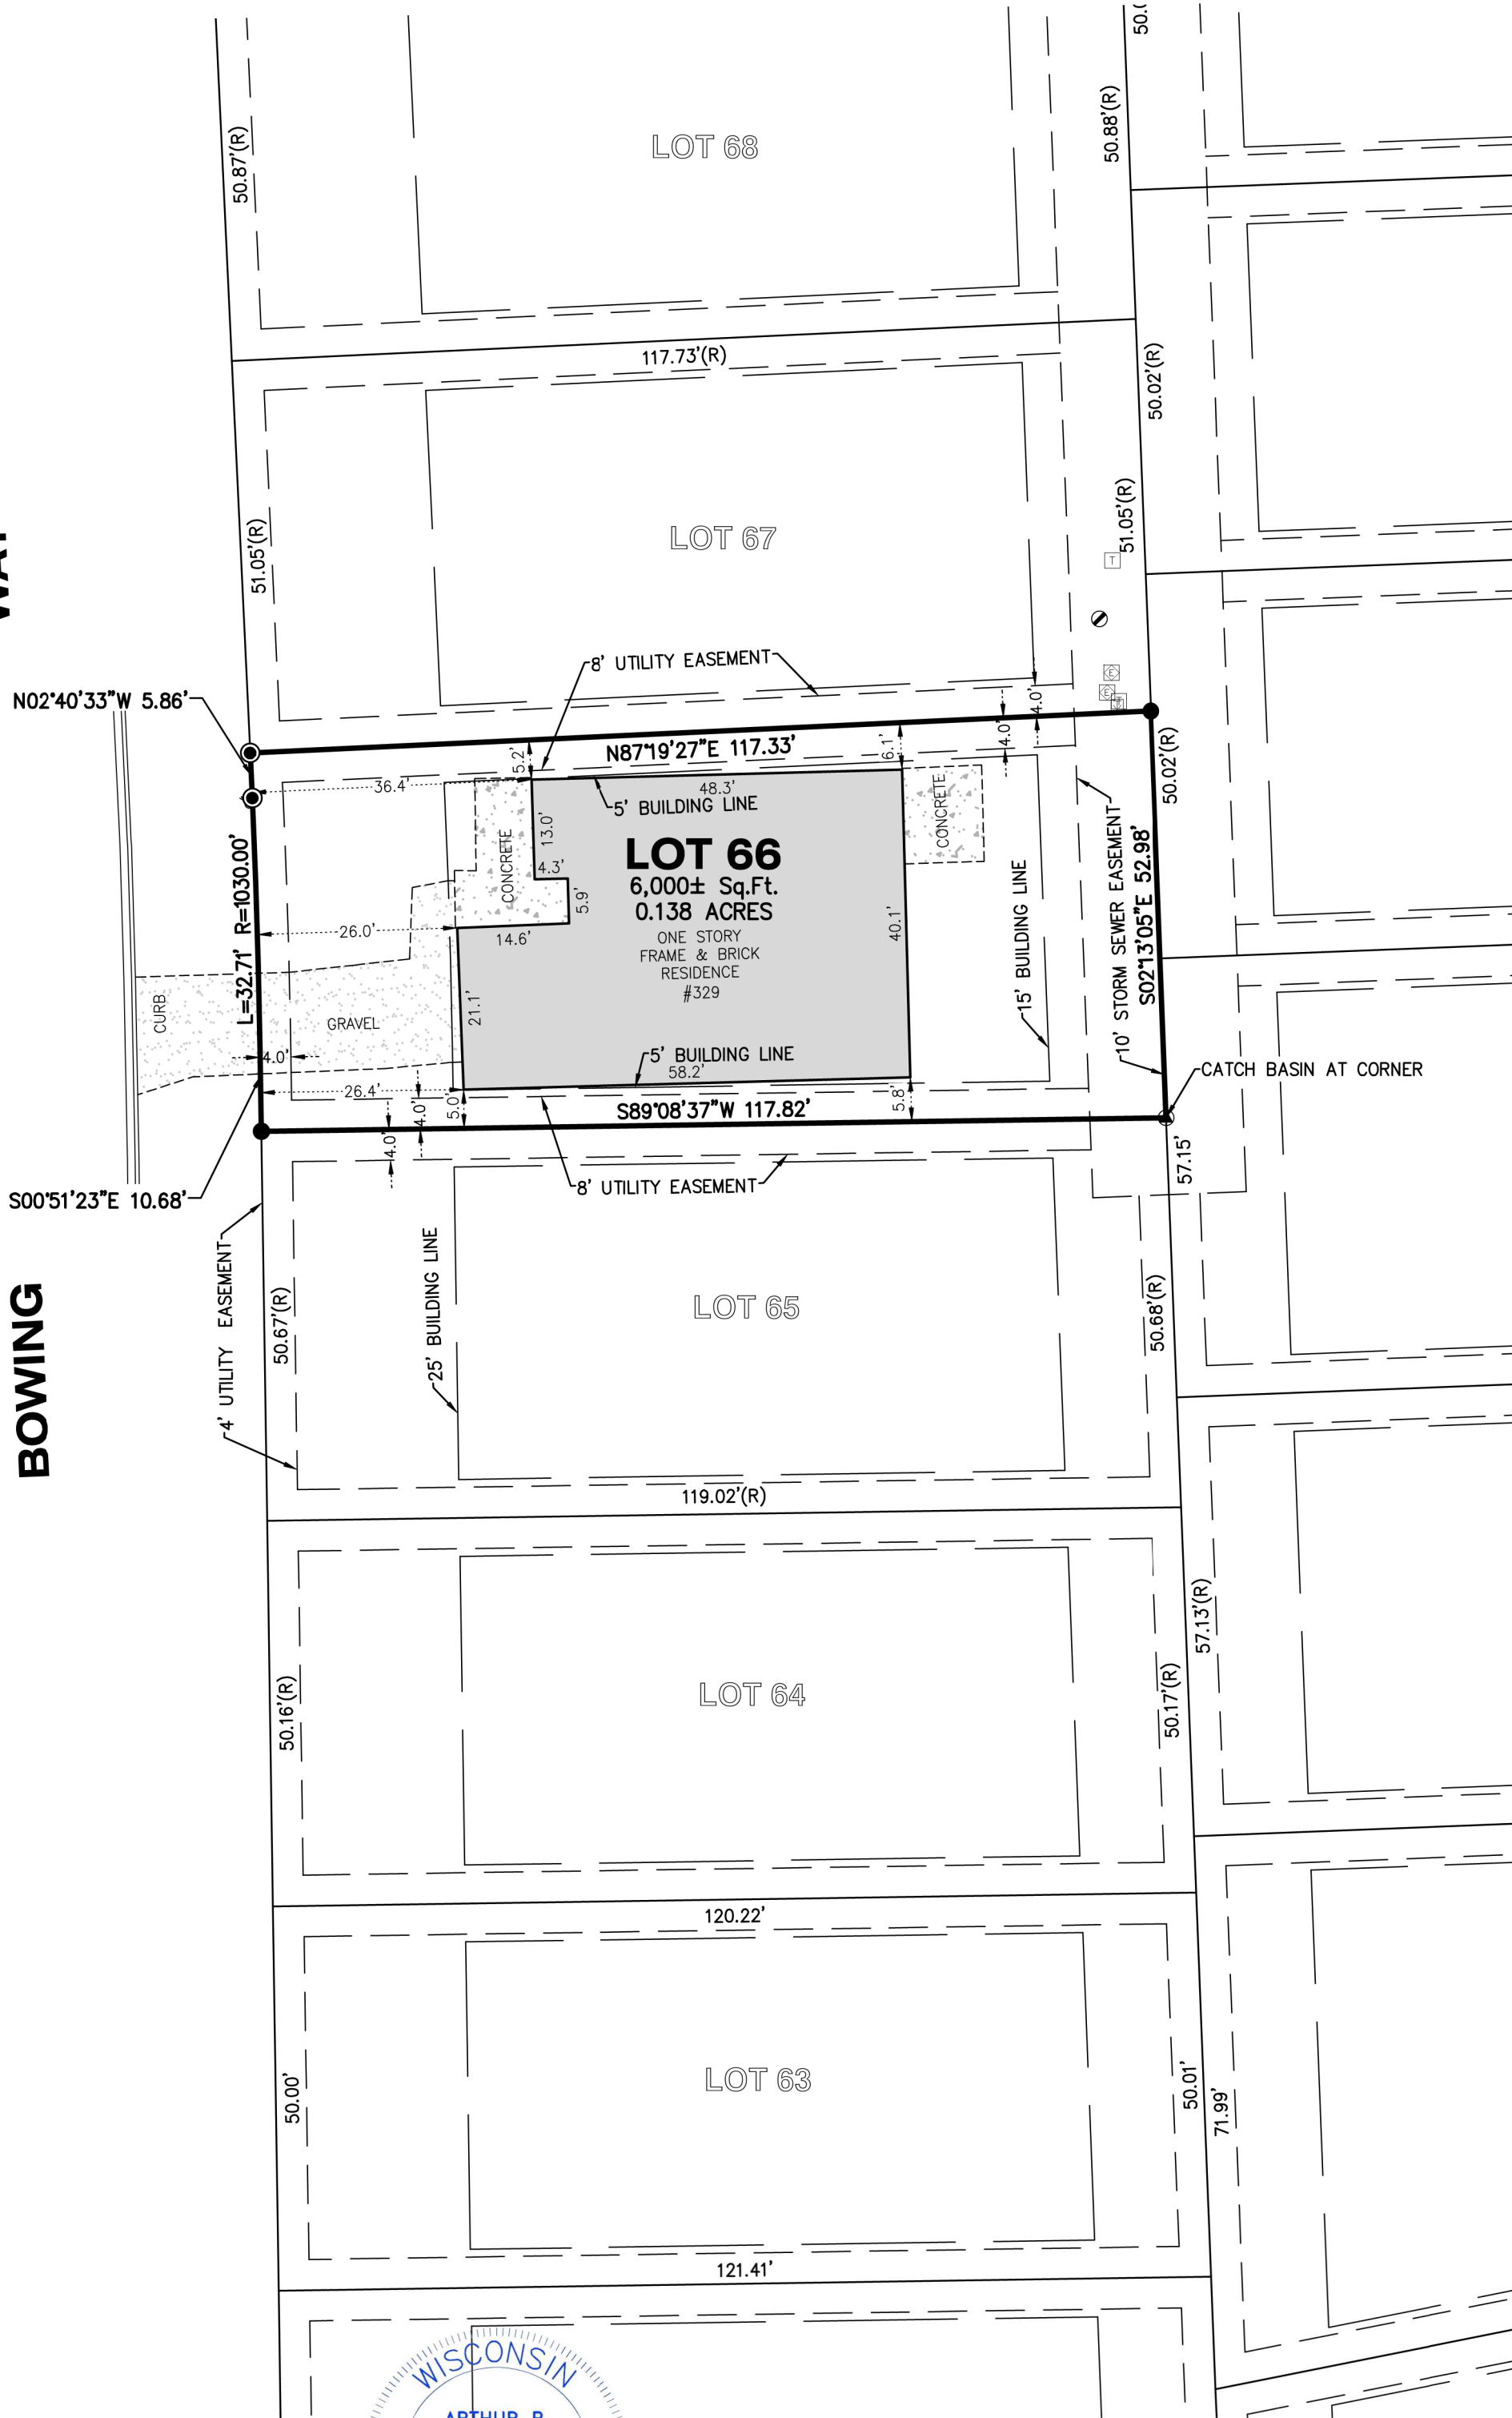 50.87'(R)
LOT 68
50.88'(R)
117.73'(R)
50.02'(R)
51.05'(R)
LOT 67
51.05'(R)
T
E
E
8' UTILITY EASEMENT
N02°40'33"W 5.86'
4.0'
4.0'
5.2'
N87°19'27"E 117.33'
6.1'
50.02'(R)
36.4'
48.3'
5' BUILDING LINE
CONCRETE
13.0'
CONCRETE
LOT 66
4.3'
6,000± Sq.Ft.
5.9'
0.138 ACRES
L=32.71' R=1030.00'
26.0'
14.6'
ONE STORY
FRAME & BRICK
RESIDENCE
#329
40.1'
15' BUILDING LINE
10' STORM SEWER EASEMENT
S02°13'05"E 52.98'
CURB
GRAVEL
21.1'
4.0'
5' BUILDING LINE
58.2'
CATCH BASIN AT CORNER
26.4'
4.0'
5.0'
S89°08'37"W 117.82'
5.8'
4.0'
57.15'
S00°51'23"E 10.68'
8' UTILITY EASEMENT
4' UTILITY EASEMENT
25' BUILDING LINE
BOWING
50.67'(R)
LOT 65
50.68'(R)
119.02'(R)
57.13'(R)
50.16'(R)
LOT 64
50.17'(R)
120.22'
50.00'
LOT 63
50.01'
71.99'
121.41'
WISCONSIN